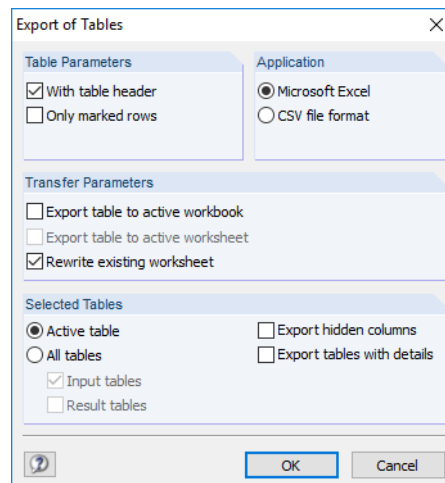 Export of Tables
Table Parameters
With table header
Only marked rows
Application
Microsoft Excel
CSV file format
Transfer Parameters
Export table to active workbook
Export table to active worksheet
Rewrite existing worksheet
Selected Tables
Active table
All tables
Input tables
Result tables
Export hidden columns
Export tables with details
OK
Cancel